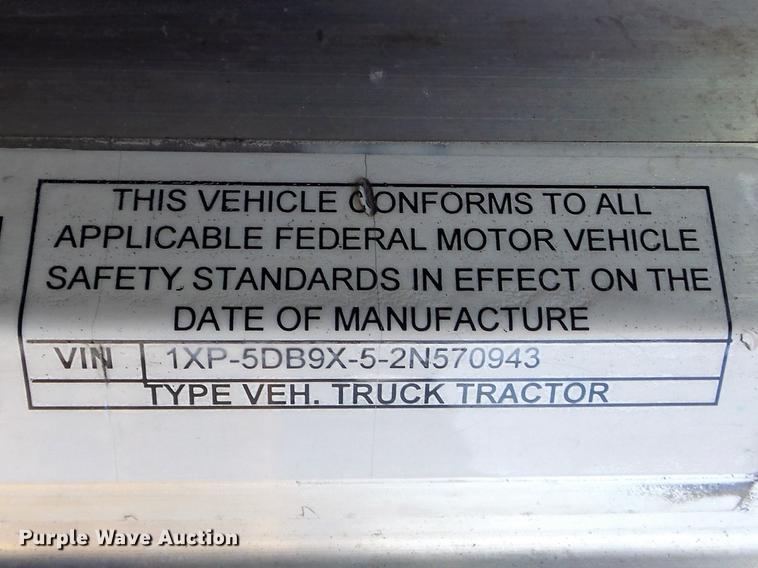 THIS VEHICLE CONFORMS TO ALL
APPLICABLE FEDERAL MOTOR VEHICLE
SAFETY STANDARDS IN EFFECT ON THE
DATE OF MANUFACTURE
VIN 1XP-5DB9X-5-2N570943
TYPE VEH. TRUCK TRACTOR
Purple Wave Auction